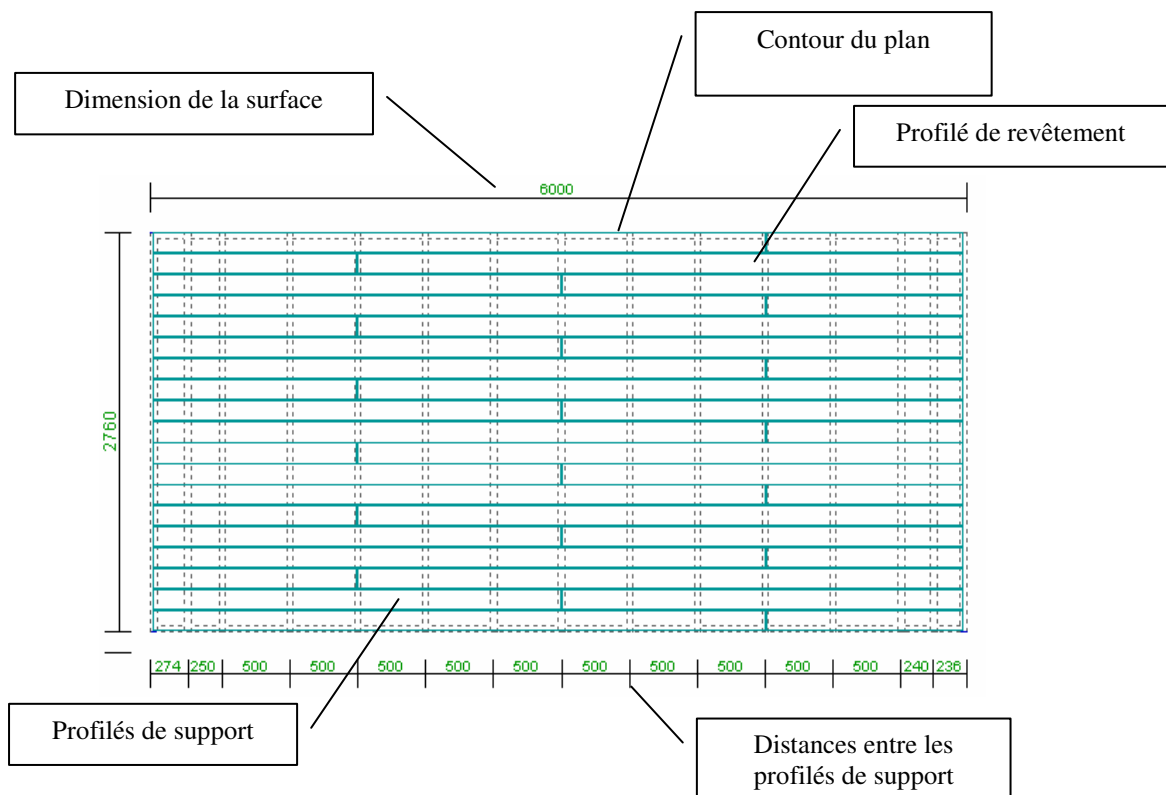 Contour du plan
Dimension de la surface
Profilé de revêtement
6000
2760
274 250 500 500 500 500 500 500 500 500 500 500 240 236
Profilés de support
Distances entre les
profilés de support